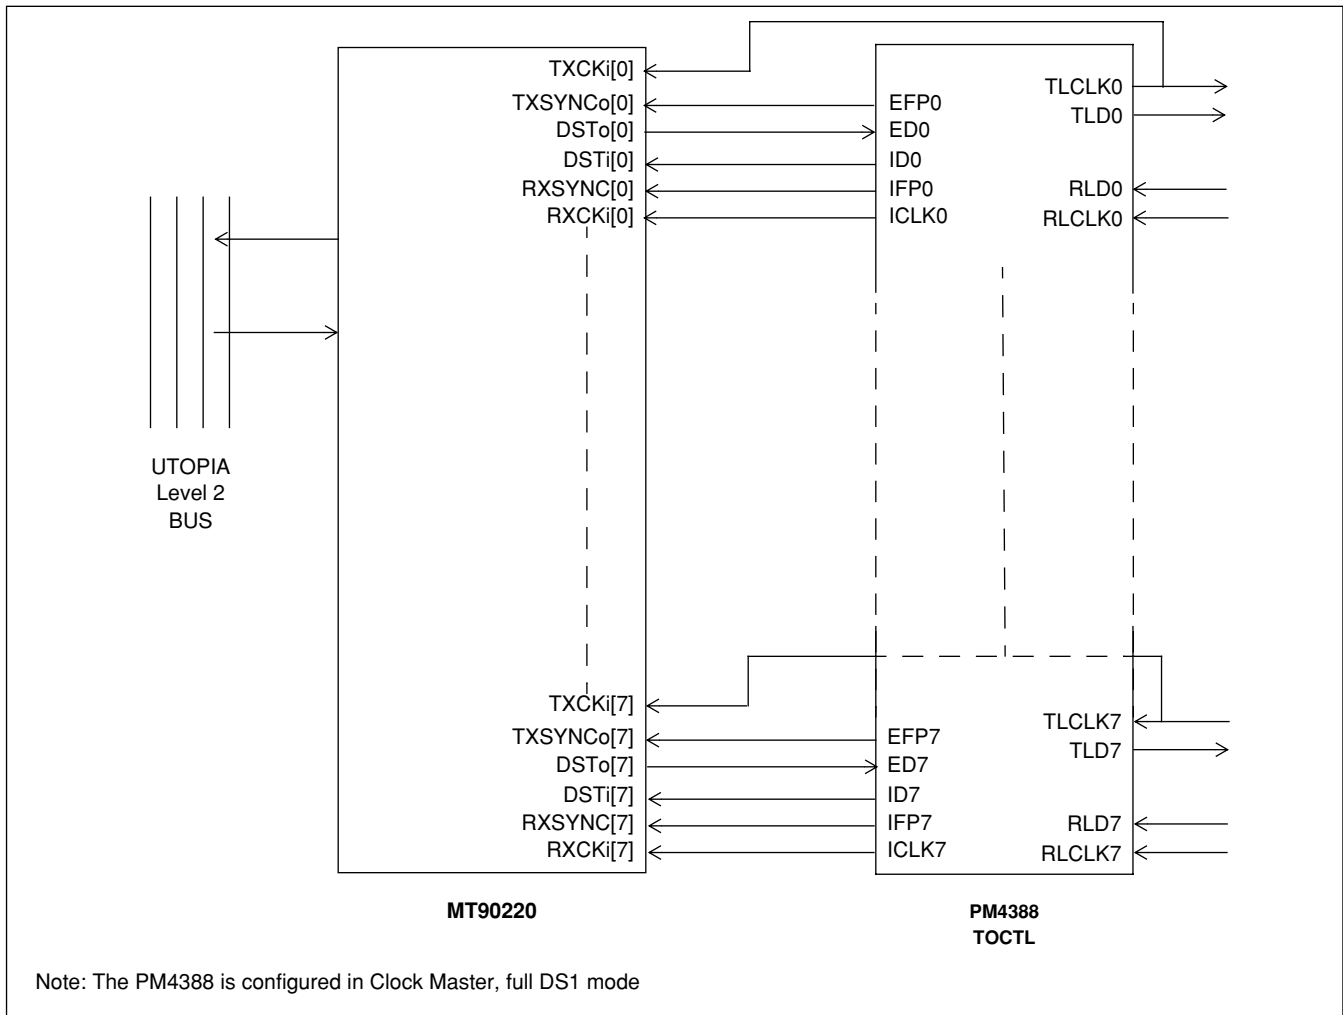 TXCKi[0]
TXSYNCo[0]
DSTo[0]
DSTi[0]
RXSYNC[0]
RXCKi[0]
EFP0
ED0
ID0
IFP0
ICLK0
TLCLK0
TLD0
RLD0
RLCLK0
UTOPIA
Level 2
BUS
TXCKi[7]
TXSYNCo[7]
DSTo[7]
DSTi[7]
RXSYNC[7]
RXCKi[7]
EFP7
ED7
ID7
IFP7
ICLK7
TLCLK7
TLD7
RLD7
RLCLK7
MT90220
PM4388
TOCTL
Note: The PM4388 is configured in Clock Master, full DS1 mode